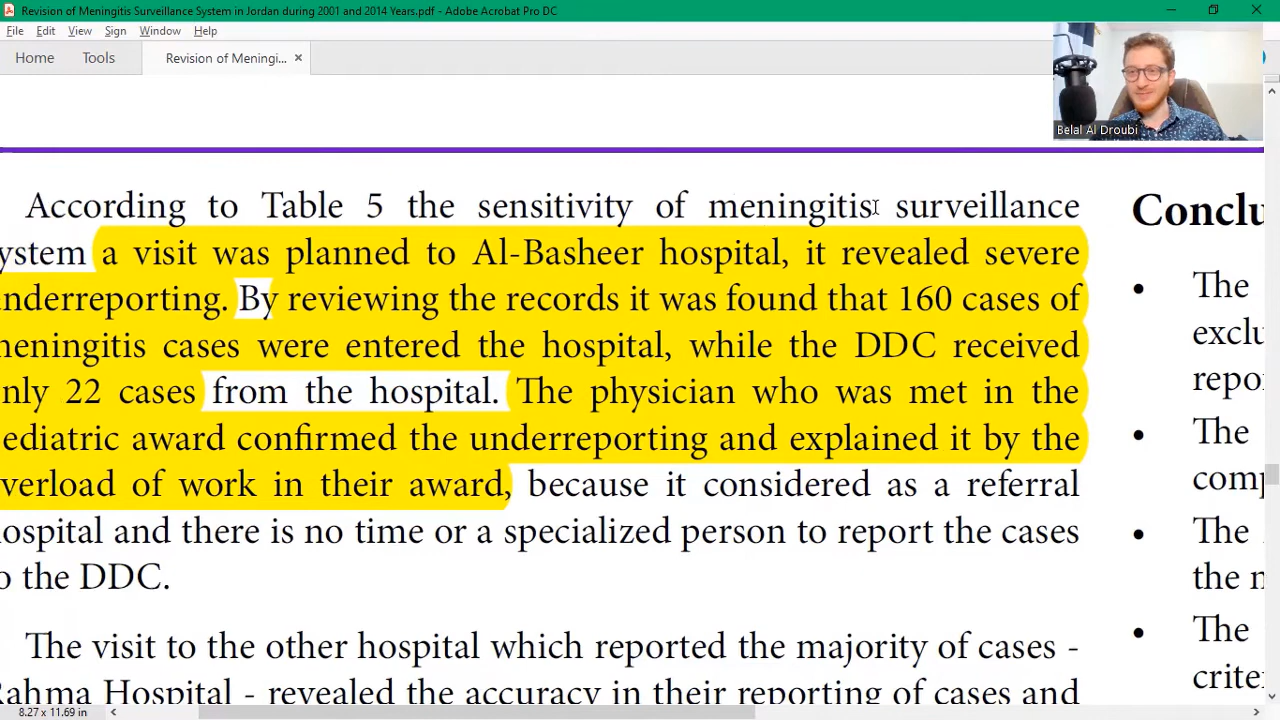 Revision of Meningitis Surveillance System in Jordan during 2001 and 2014 Years.pdf - Adobe Acrobat Pro DC
File Edit View Sign Window Help
Home Tools Revision of Meningi... ×
Belal Al Droubi
According to Table 5 the sensitivity of meningitis surveillance
ystem a visit was planned to Al-Basheer hospital, it revealed severe
nderreporting. By reviewing the records it was found that 160 cases of
meningitis cases were entered the hospital, while the DDC received
nly 22 cases from the hospital. The physician who was met in the
ediatric award confirmed the underreporting and explained it by the
verload of work in their award, because it considered as a referral
ospital and there is no time or a specialized person to report the cases
o the DDC.
The visit to the other hospital which reported the majority of cases -
Rahma Hospital - revealed the accuracy in their reporting of cases and
Conclu
• The
exclu
repor
• The
comp
• The
the n
• The
criter
8.27 x 11.69 in